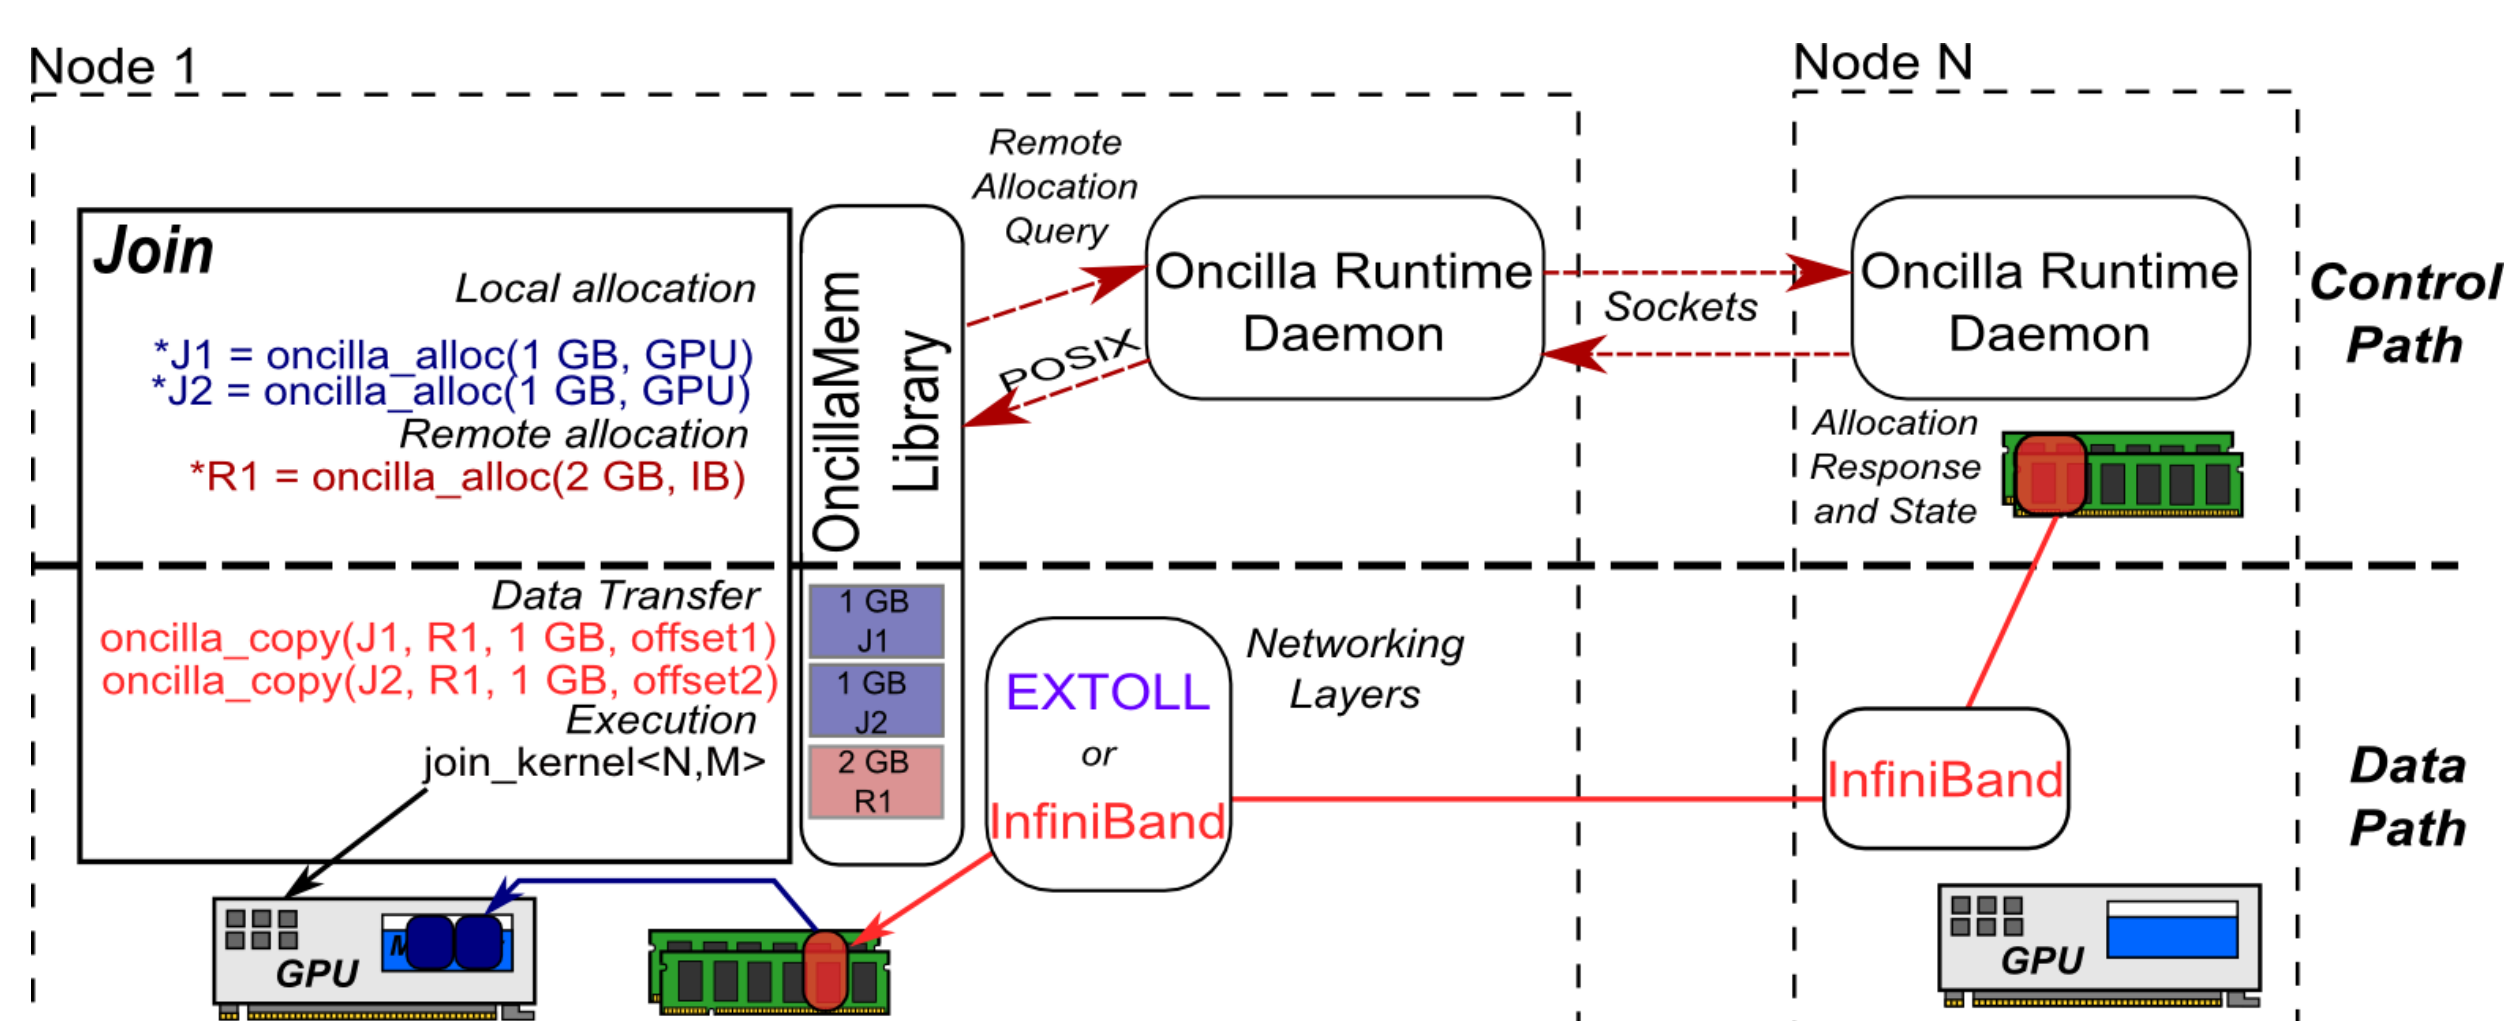 Node 1
Node N
Remote
Allocation
Query
Join
Local allocation
*J1 = oncilla_alloc(1 GB, GPU)
*J2 = oncilla_alloc(1 GB, GPU)
Remote allocation
*R1 = oncilla_alloc(2 GB, IB)
OncillaMem
Library
POSIX
Oncilla Runtime
Daemon
Sockets
Oncilla Runtime
Daemon
Control
Path
Allocation
Response
and State
Data Transfer
oncilla_copy(J1, R1, 1 GB, offset1)
oncilla_copy(J2, R1, 1 GB, offset2)
Execution
join_kernel<N,M>
1 GB
J1
1 GB
J2
2 GB
R1
EXTOLL
or
InfiniBand
Networking
Layers
InfiniBand
Data
Path
GPU
GPU